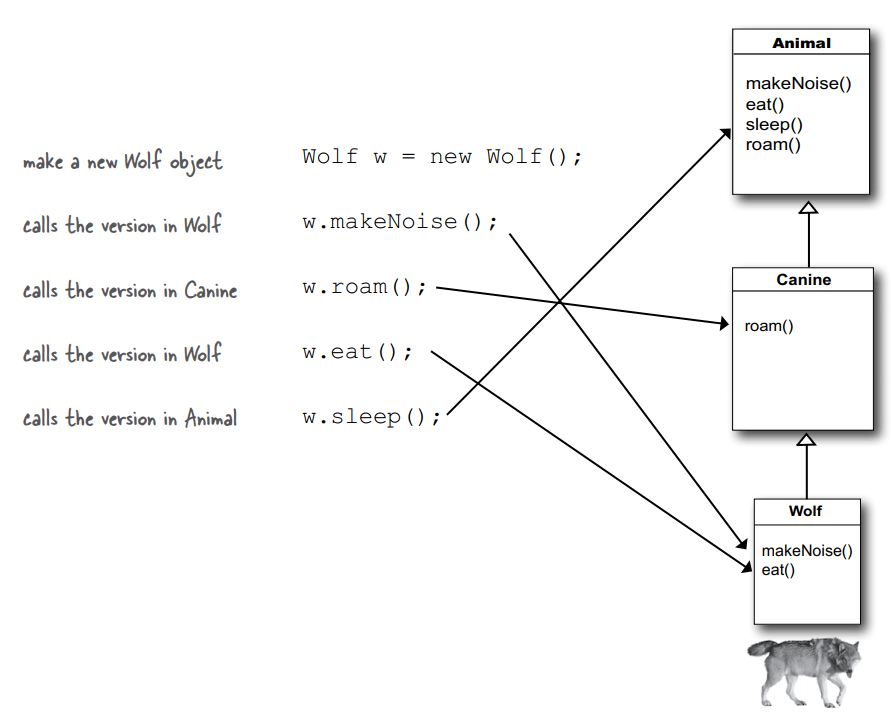 make a new Wolf object
Wolf w = new Wolf();
calls the version in Wolf
w.makeNoise();
calls the version in Canine
w.roam();
calls the version in Wolf
w.eat();
calls the version in Animal
w.sleep();
Animal
makeNoise()
eat()
sleep()
roam()
Canine
roam()
Wolf
makeNoise()
eat()